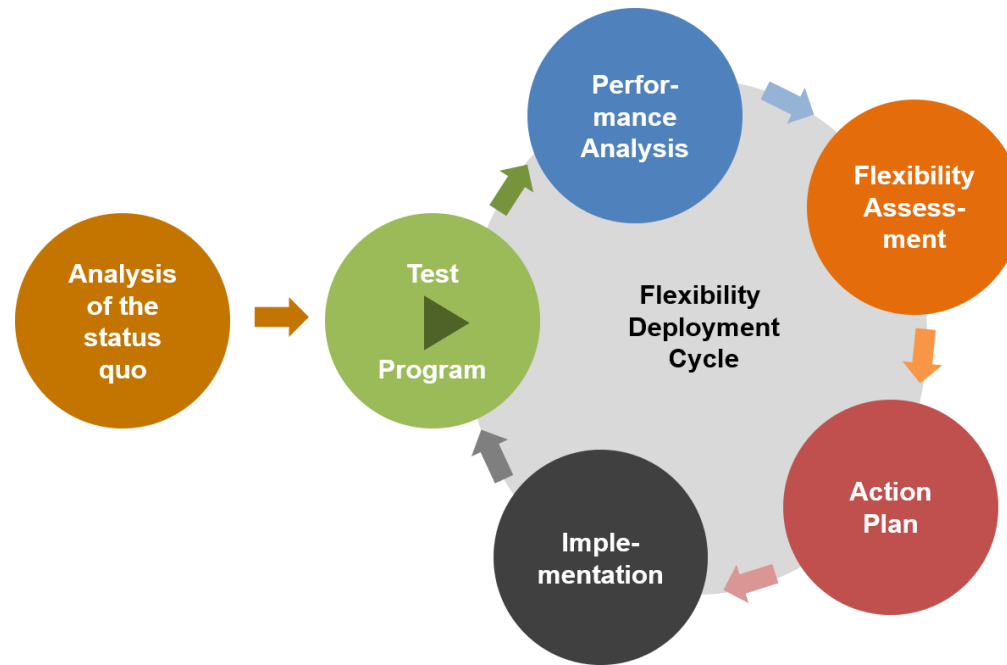 Analysis
of the
status
quo
Test
Program
Perfor-
mance
Analysis
Flexibility
Assess-
ment
Action
Plan
Imple-
mentation
Flexibility
Deployment
Cycle